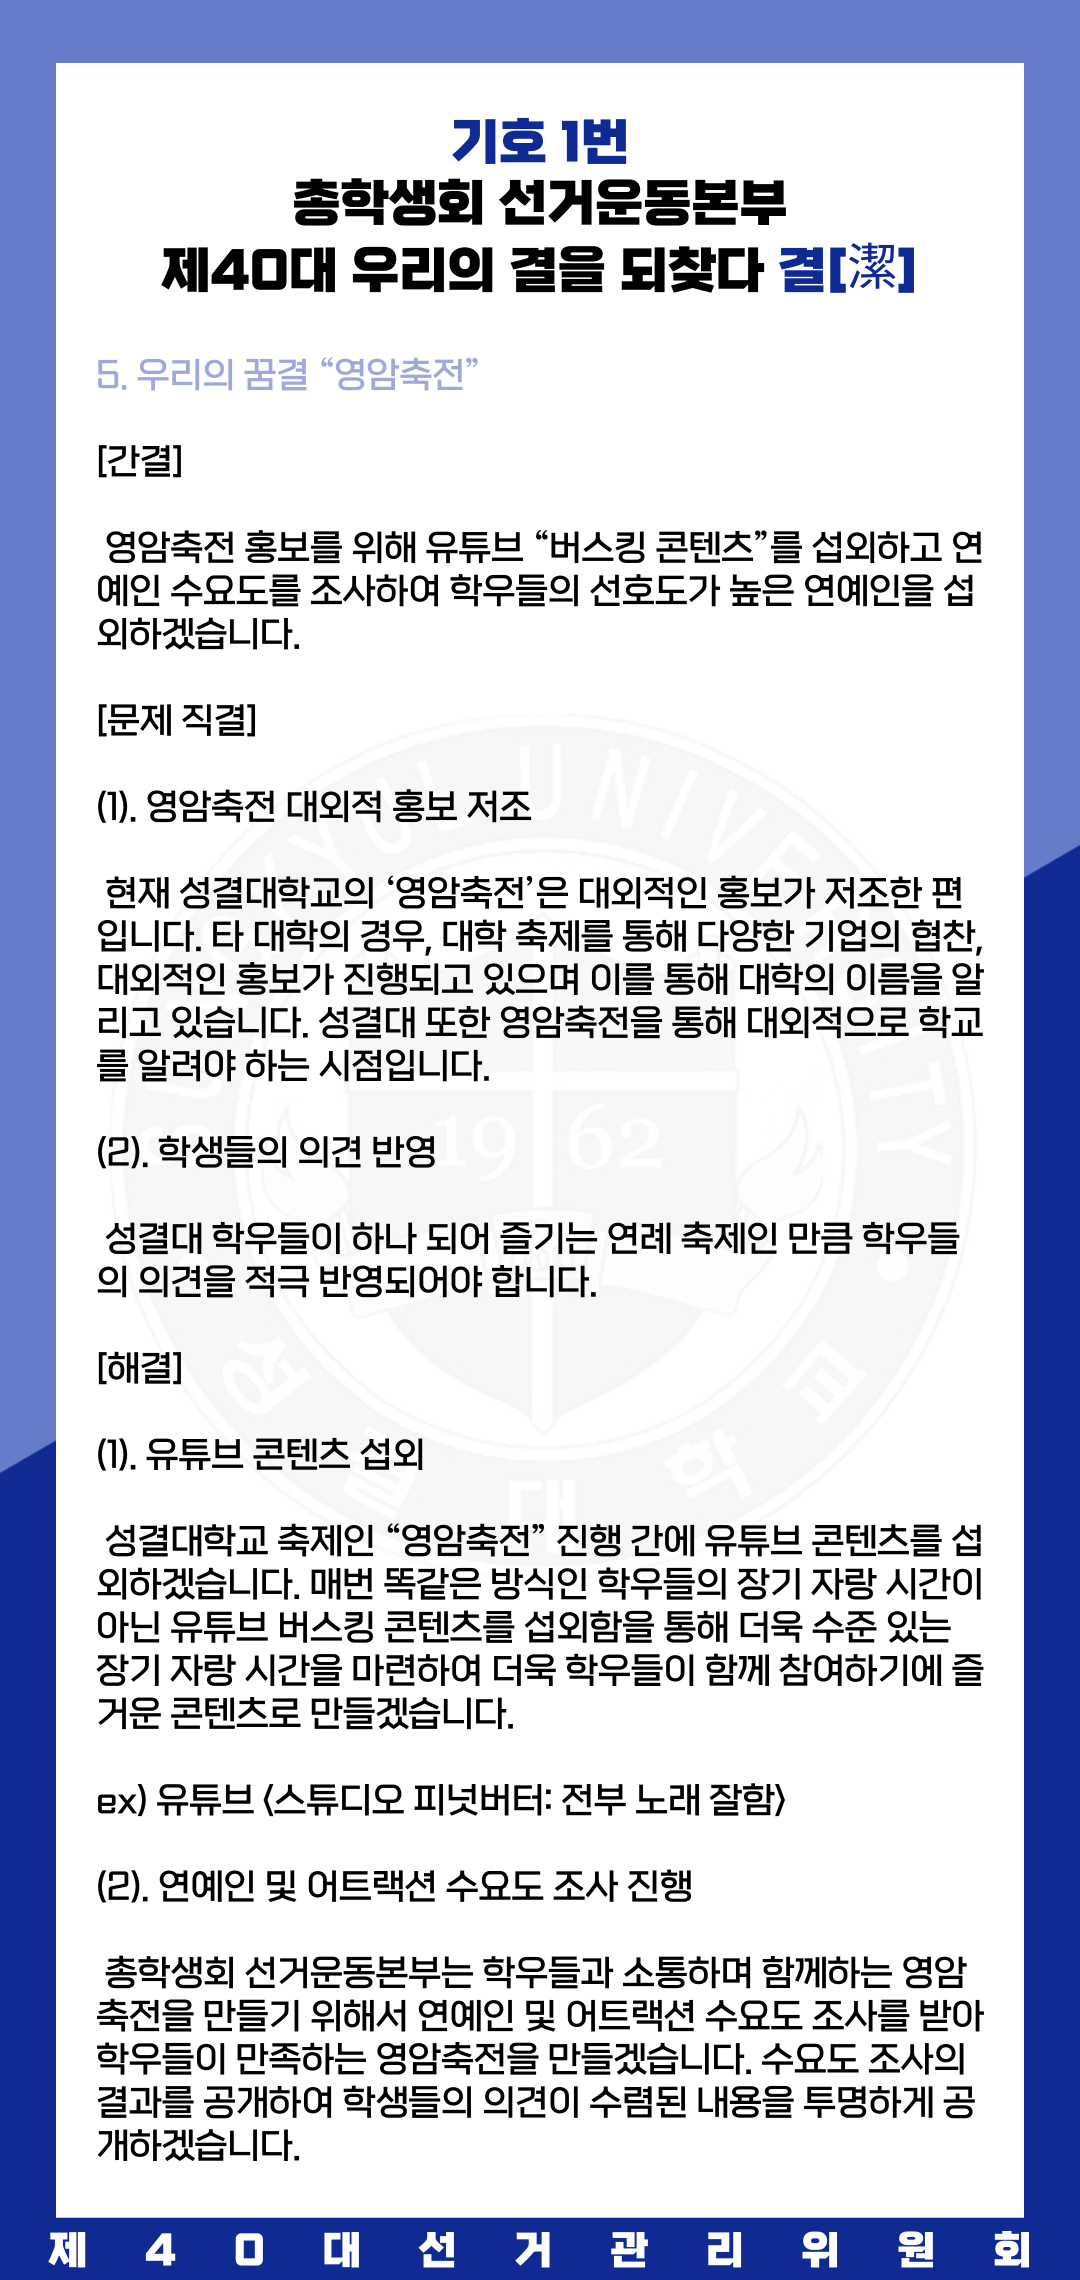 기호 1번
총학생회 선거운동본부
제40대 우리의 결을 되찾다 결[潔]
5. 우리의 꿈결 “영암축전”
[간결]
영암축전 홍보를 위해 유튜브 “버스킹 콘텐츠”를 섭외하고 연
예인 수요도를 조사하여 학우들의 선호도가 높은 연예인을 섭
외하겠습니다.
[문제 직결]
(1). 영암축전 대외적 홍보 저조
현재 성결대학교의 ‘영암축전’은 대외적인 홍보가 저조한 편
입니다. 타 대학의 경우, 대학 축제를 통해 다양한 기업의 협찬,
대외적인 홍보가 진행되고 있으며 이를 통해 대학의 이름을 알
리고 있습니다. 성결대 또한 영암축전을 통해 대외적으로 학교
를 알려야 하는 시점입니다.
(2). 학생들의 의견 반영
성결대 학우들이 하나 되어 즐기는 연례 축제인 만큼 학우들
의 의견을 적극 반영되어야 합니다.
[해결]
(1). 유튜브 콘텐츠 섭외
성결대학교 축제인 “영암축전” 진행 간에 유튜브 콘텐츠를 섭
외하겠습니다. 매번 똑같은 방식인 학우들의 장기 자랑 시간이
아닌 유튜브 버스킹 콘텐츠를 섭외함을 통해 더욱 수준 있는
장기 자랑 시간을 마련하여 더욱 학우들이 함께 참여하기에 즐
거운 콘텐츠로 만들겠습니다.
ex) 유튜브 <스튜디오 피넛버터: 전부 노래 잘함>
(2). 연예인 및 어트랙션 수요도 조사 진행
총학생회 선거운동본부는 학우들과 소통하며 함께하는 영암
축전을 만들기 위해서 연예인 및 어트랙션 수요도 조사를 받아
학우들이 만족하는 영암축전을 만들겠습니다. 수요도 조사의
결과를 공개하여 학생들의 의견이 수렴된 내용을 투명하게 공
개하겠습니다.
제40대선거관리위원회
SUNGKYUL UNIVERSITY
1962
성결대학교